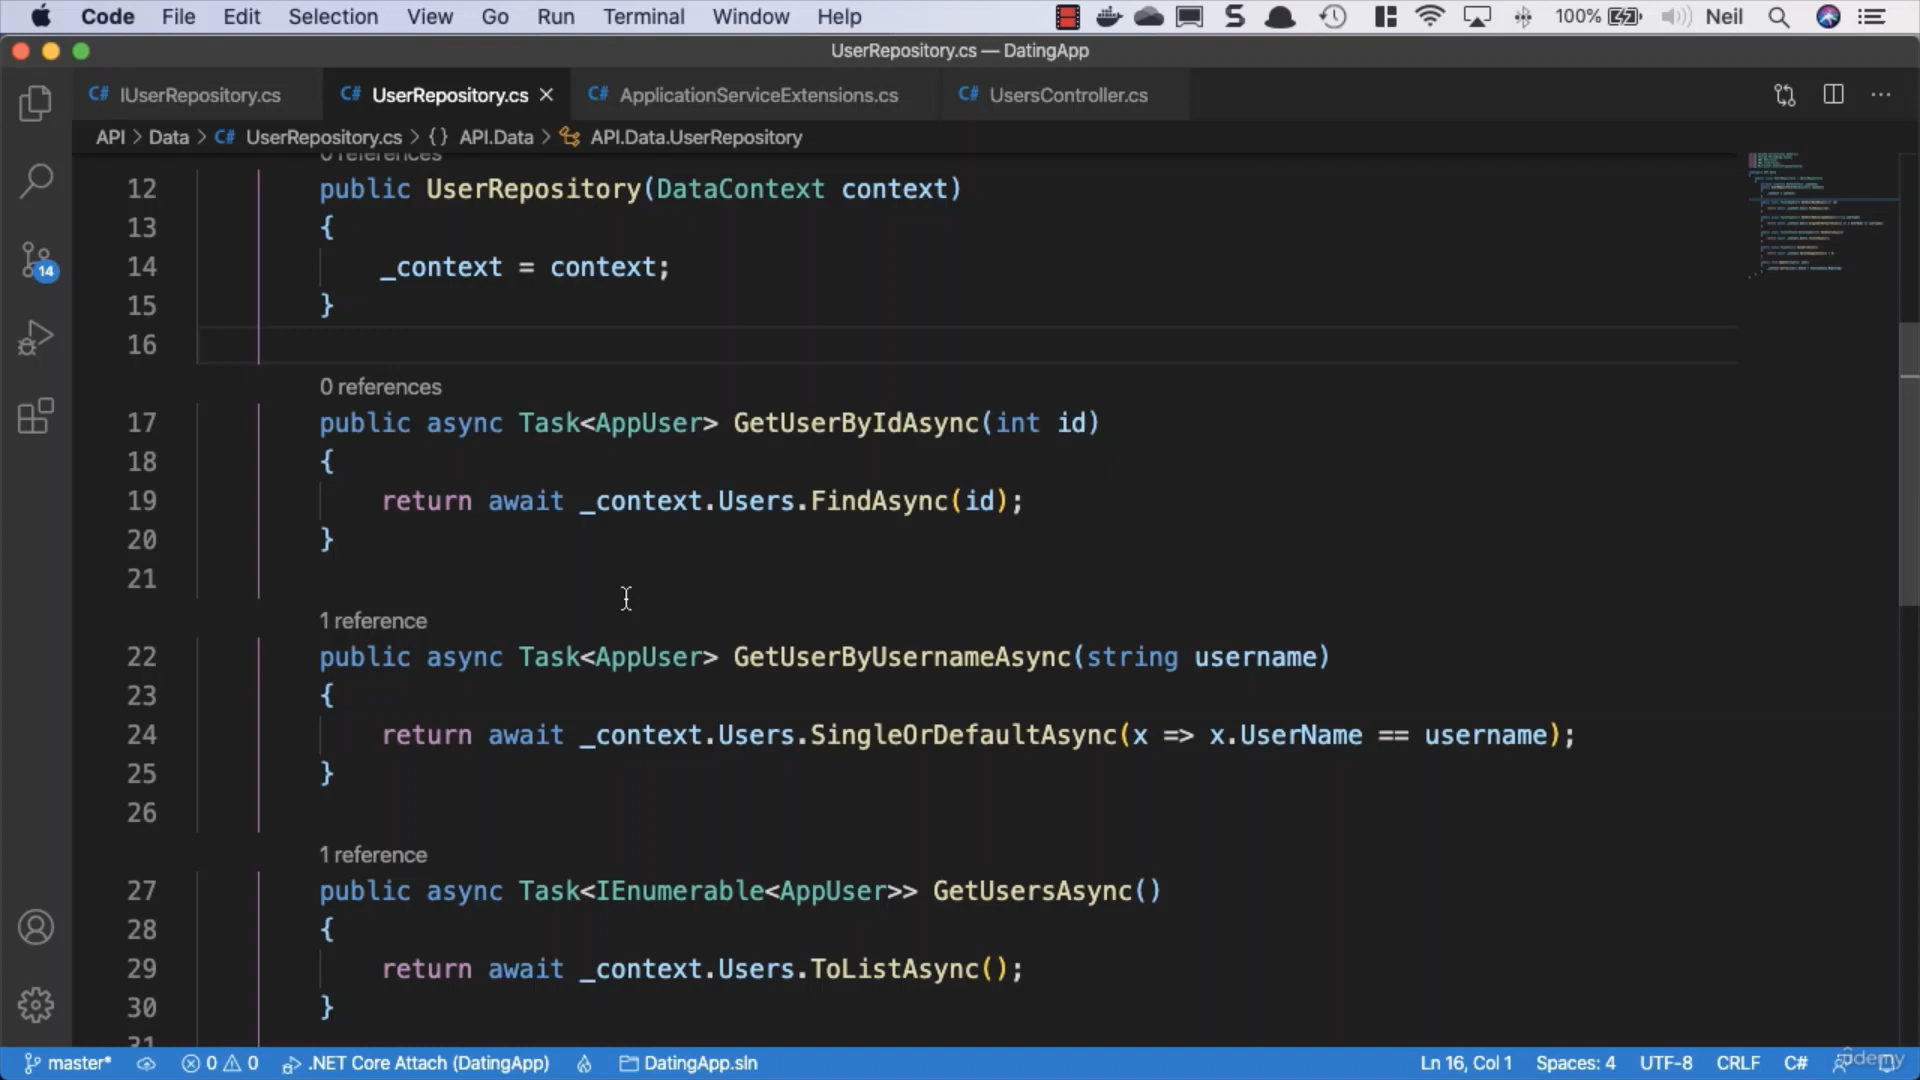 Code File Edit Selection View Go Run Terminal Window Help 100% Neil
UserRepository.cs — DatingApp
C# IUserRepository.cs C# UserRepository.cs C# ApplicationServiceExtensions.cs C# UsersController.cs
API > Data > C# UserRepository.cs > {} API.Data > API.Data.UserRepository
0 references
12 public UserRepository(DataContext context)
13 {
14 _context = context;
15 }
16
0 references
17 public async Task<AppUser> GetUserByIdAsync(int id)
18 {
19 return await _context.Users.FindAsync(id);
20 }
21
1 reference
22 public async Task<AppUser> GetUserByUsernameAsync(string username)
23 {
24 return await _context.Users.SingleOrDefaultAsync(x => x.UserName == username);
25 }
26
1 reference
27 public async Task<IEnumerable<AppUser>> GetUsersAsync()
28 {
29 return await _context.Users.ToListAsync();
30 }
31
14
master* 0 0 .NET Core Attach (DatingApp) DatingApp.sln Ln 16, Col 1 Spaces: 4 UTF-8 CRLF C#
udemy